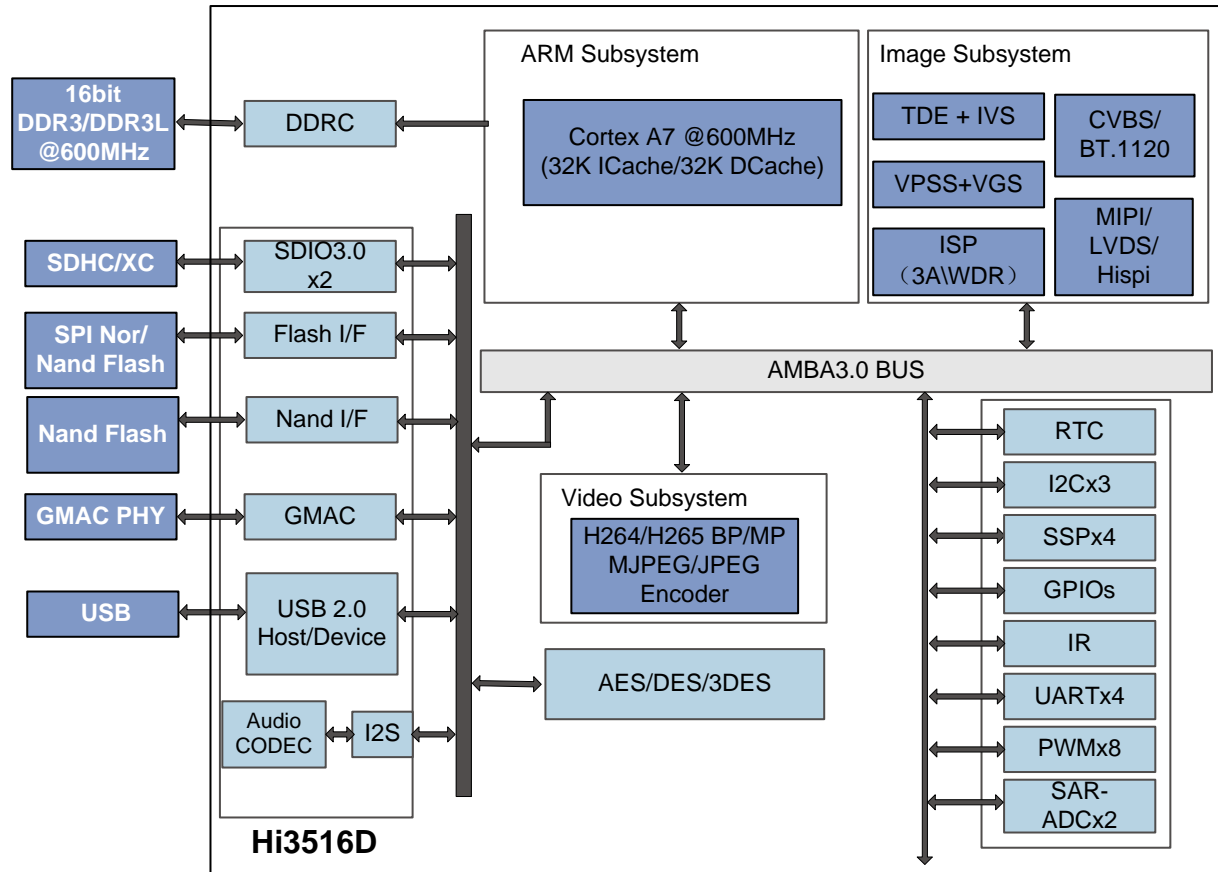 ARM Subsystem
Image Subsystem
16bit
DDR3/DDR3L
@600MHz
DDRC
Cortex A7 @600MHz
(32K ICache/32K DCache)
TDE + IVS
CVBS/
BT.1120
VPSS+VGS
MIPI/
LVDS/
Hispi
ISP
（3A\WDR）
SDHC/XC
SDIO3.0
x2
SPI Nor/
Nand Flash
Flash I/F
AMBA3.0 BUS
Nand Flash
Nand I/F
RTC
I2Cx3
SSPx4
GPIOs
IR
UARTx4
PWMx8
SAR-
ADCx2
Video Subsystem
H264/H265 BP/MP
MJPEG/JPEG
Encoder
GMAC PHY
GMAC
USB
USB 2.0
Host/Device
AES/DES/3DES
Audio
CODEC
I2S
Hi3516D